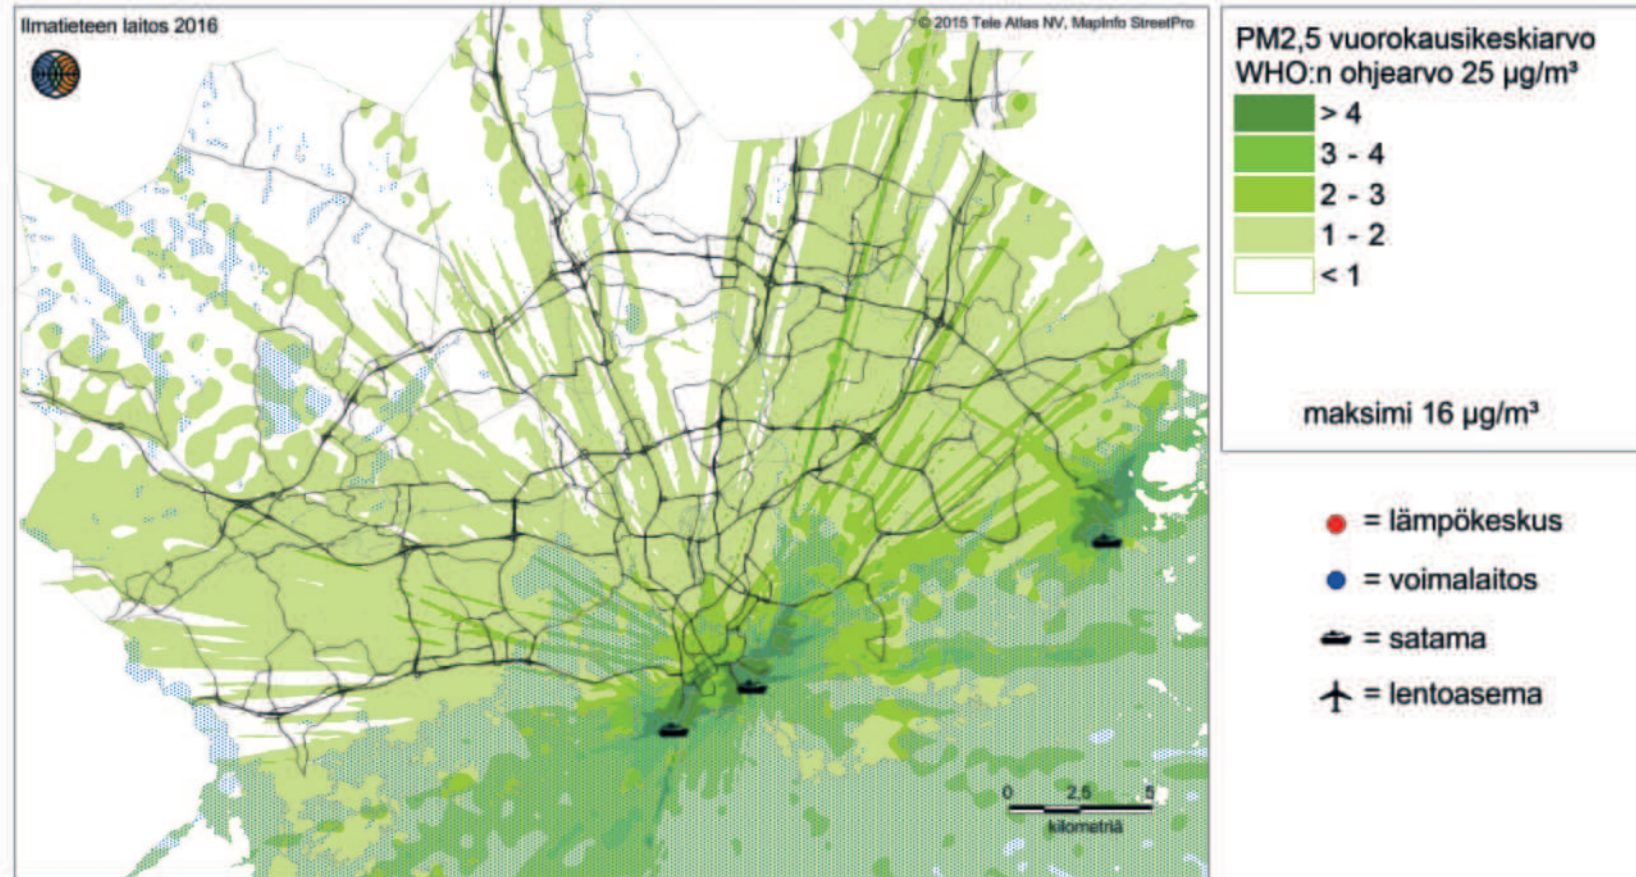 Ilmatieteen laitos 2016
© 2015 Tele Atlas NV, MapInfo StreetPro
PM2,5 vuorokausikeskiarvo
WHO:n ohjearvo 25 µg/m³
> 4
3 - 4
2 - 3
1 - 2
< 1
maksimi 16 µg/m³
= lämpökeskus
= voimalaitos
= satama
= lentoasema
0 2,5 5
kilometriä